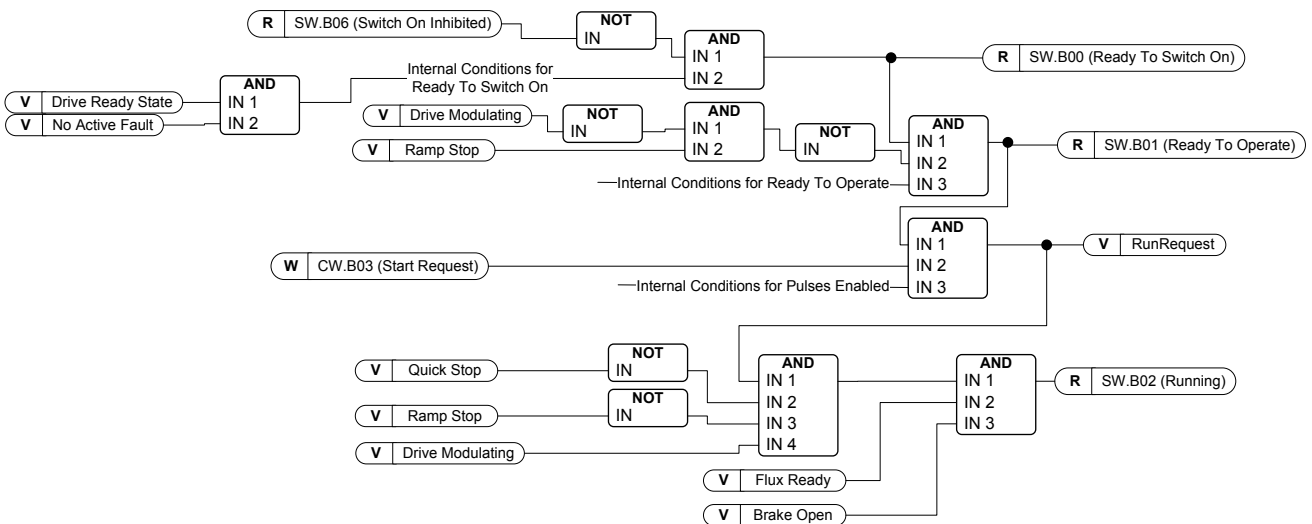 R SW.B06 (Switch On Inhibited)
NOT
IN
AND
IN 1
IN 2
R SW.B00 (Ready To Switch On)
Internal Conditions for
Ready To Switch On
AND
IN 1
IN 2
V Drive Ready State
V No Active Fault
V Drive Modulating
NOT
IN
V Ramp Stop
AND
IN 1
IN 2
NOT
IN
AND
IN 1
IN 2
IN 3
R SW.B01 (Ready To Operate)
Internal Conditions for Ready To Operate
AND
IN 1
IN 2
IN 3
V RunRequest
W CW.B03 (Start Request)
Internal Conditions for Pulses Enabled
V Quick Stop
NOT
IN
V Ramp Stop
NOT
IN
V Drive Modulating
AND
IN 1
IN 2
IN 3
IN 4
AND
IN 1
IN 2
IN 3
R SW.B02 (Running)
V Flux Ready
V Brake Open